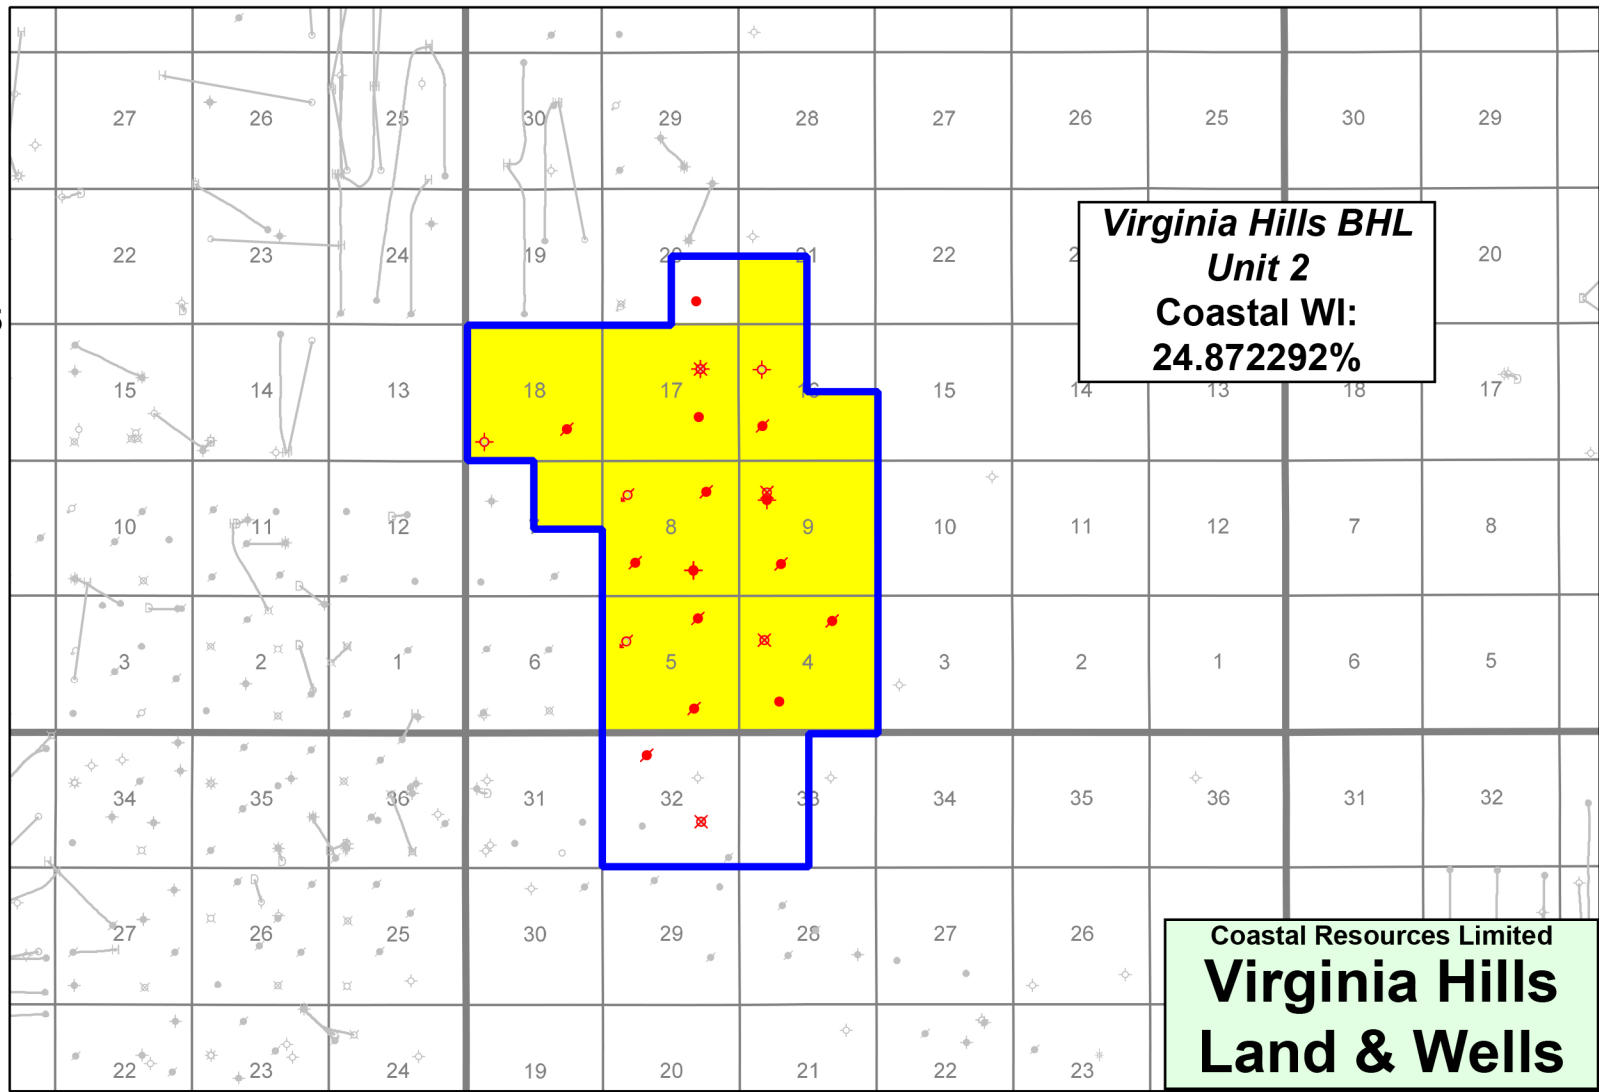 27 26 25 30 29 28 27 26 25 30 29
Virginia Hills BHL
Unit 2
Coastal WI:
24.872292%
22 23 24 19 20 21 22 20
15 14 13 18 17 16 15 14 13 18 17
10 11 12 8 9 10 11 12 7 8
3 2 1 6 5 4 3 2 1 6 5
34 35 36 31 32 33 34 35 36 31 32
27 26 25 30 29 28 27 26
Coastal Resources Limited
Virginia Hills
Land & Wells
22 23 24 19 20 21 22 23